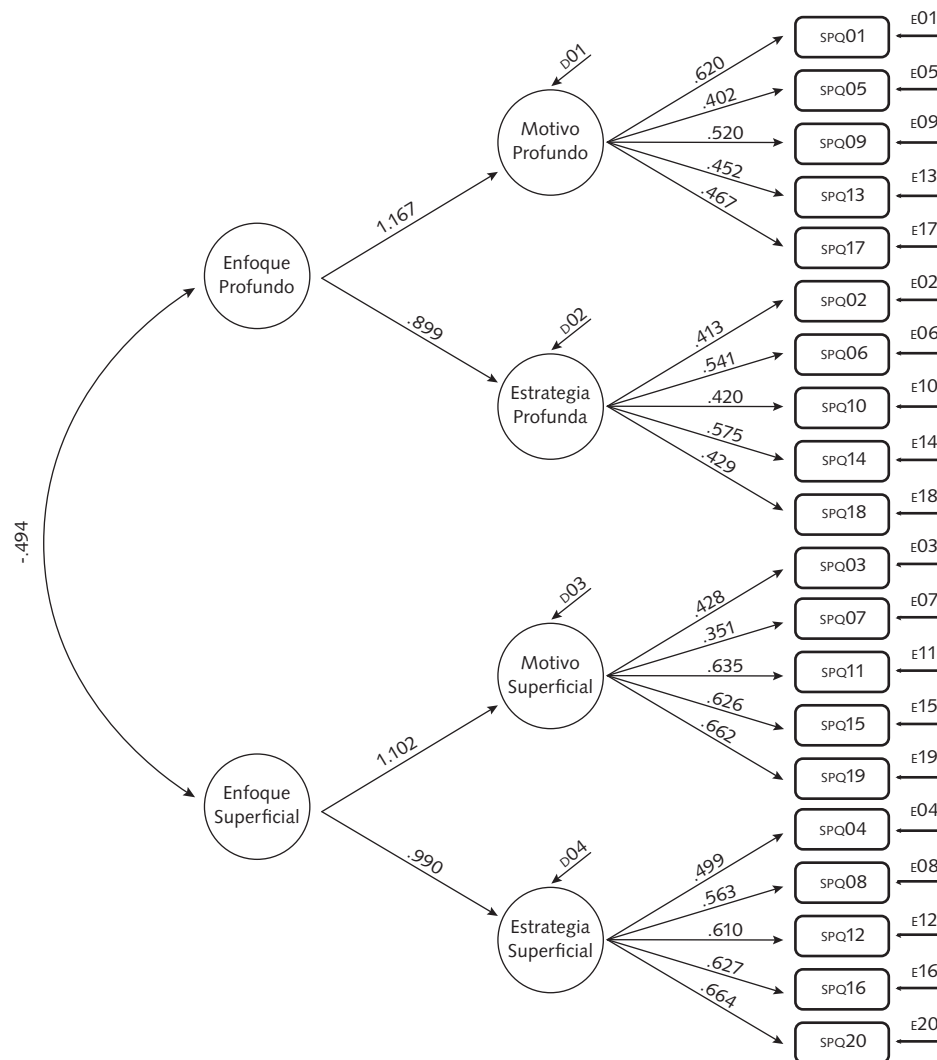 E01
SPQ01
D01
.620
E05
SPQ05
.402
Motivo
Profundo
E09
SPQ09
.520
E13
SPQ13
.452
E17
SPQ17
.467
1.167
Enfoque
Profundo
.899
E02
SPQ02
D02
.413
E06
SPQ06
.541
Estrategia
Profunda
E10
SPQ10
.420
E14
SPQ14
.575
E18
SPQ18
.429
-.494
E03
SPQ03
D03
.428
E07
SPQ07
.351
Motivo
Superficial
E11
SPQ11
.635
E15
SPQ15
.626
E19
SPQ19
.662
1.102
Enfoque
Superficial
.990
E04
SPQ04
D04
.499
E08
SPQ08
.563
Estrategia
Superficial
E12
SPQ12
.610
E16
SPQ16
.627
E20
SPQ20
.664